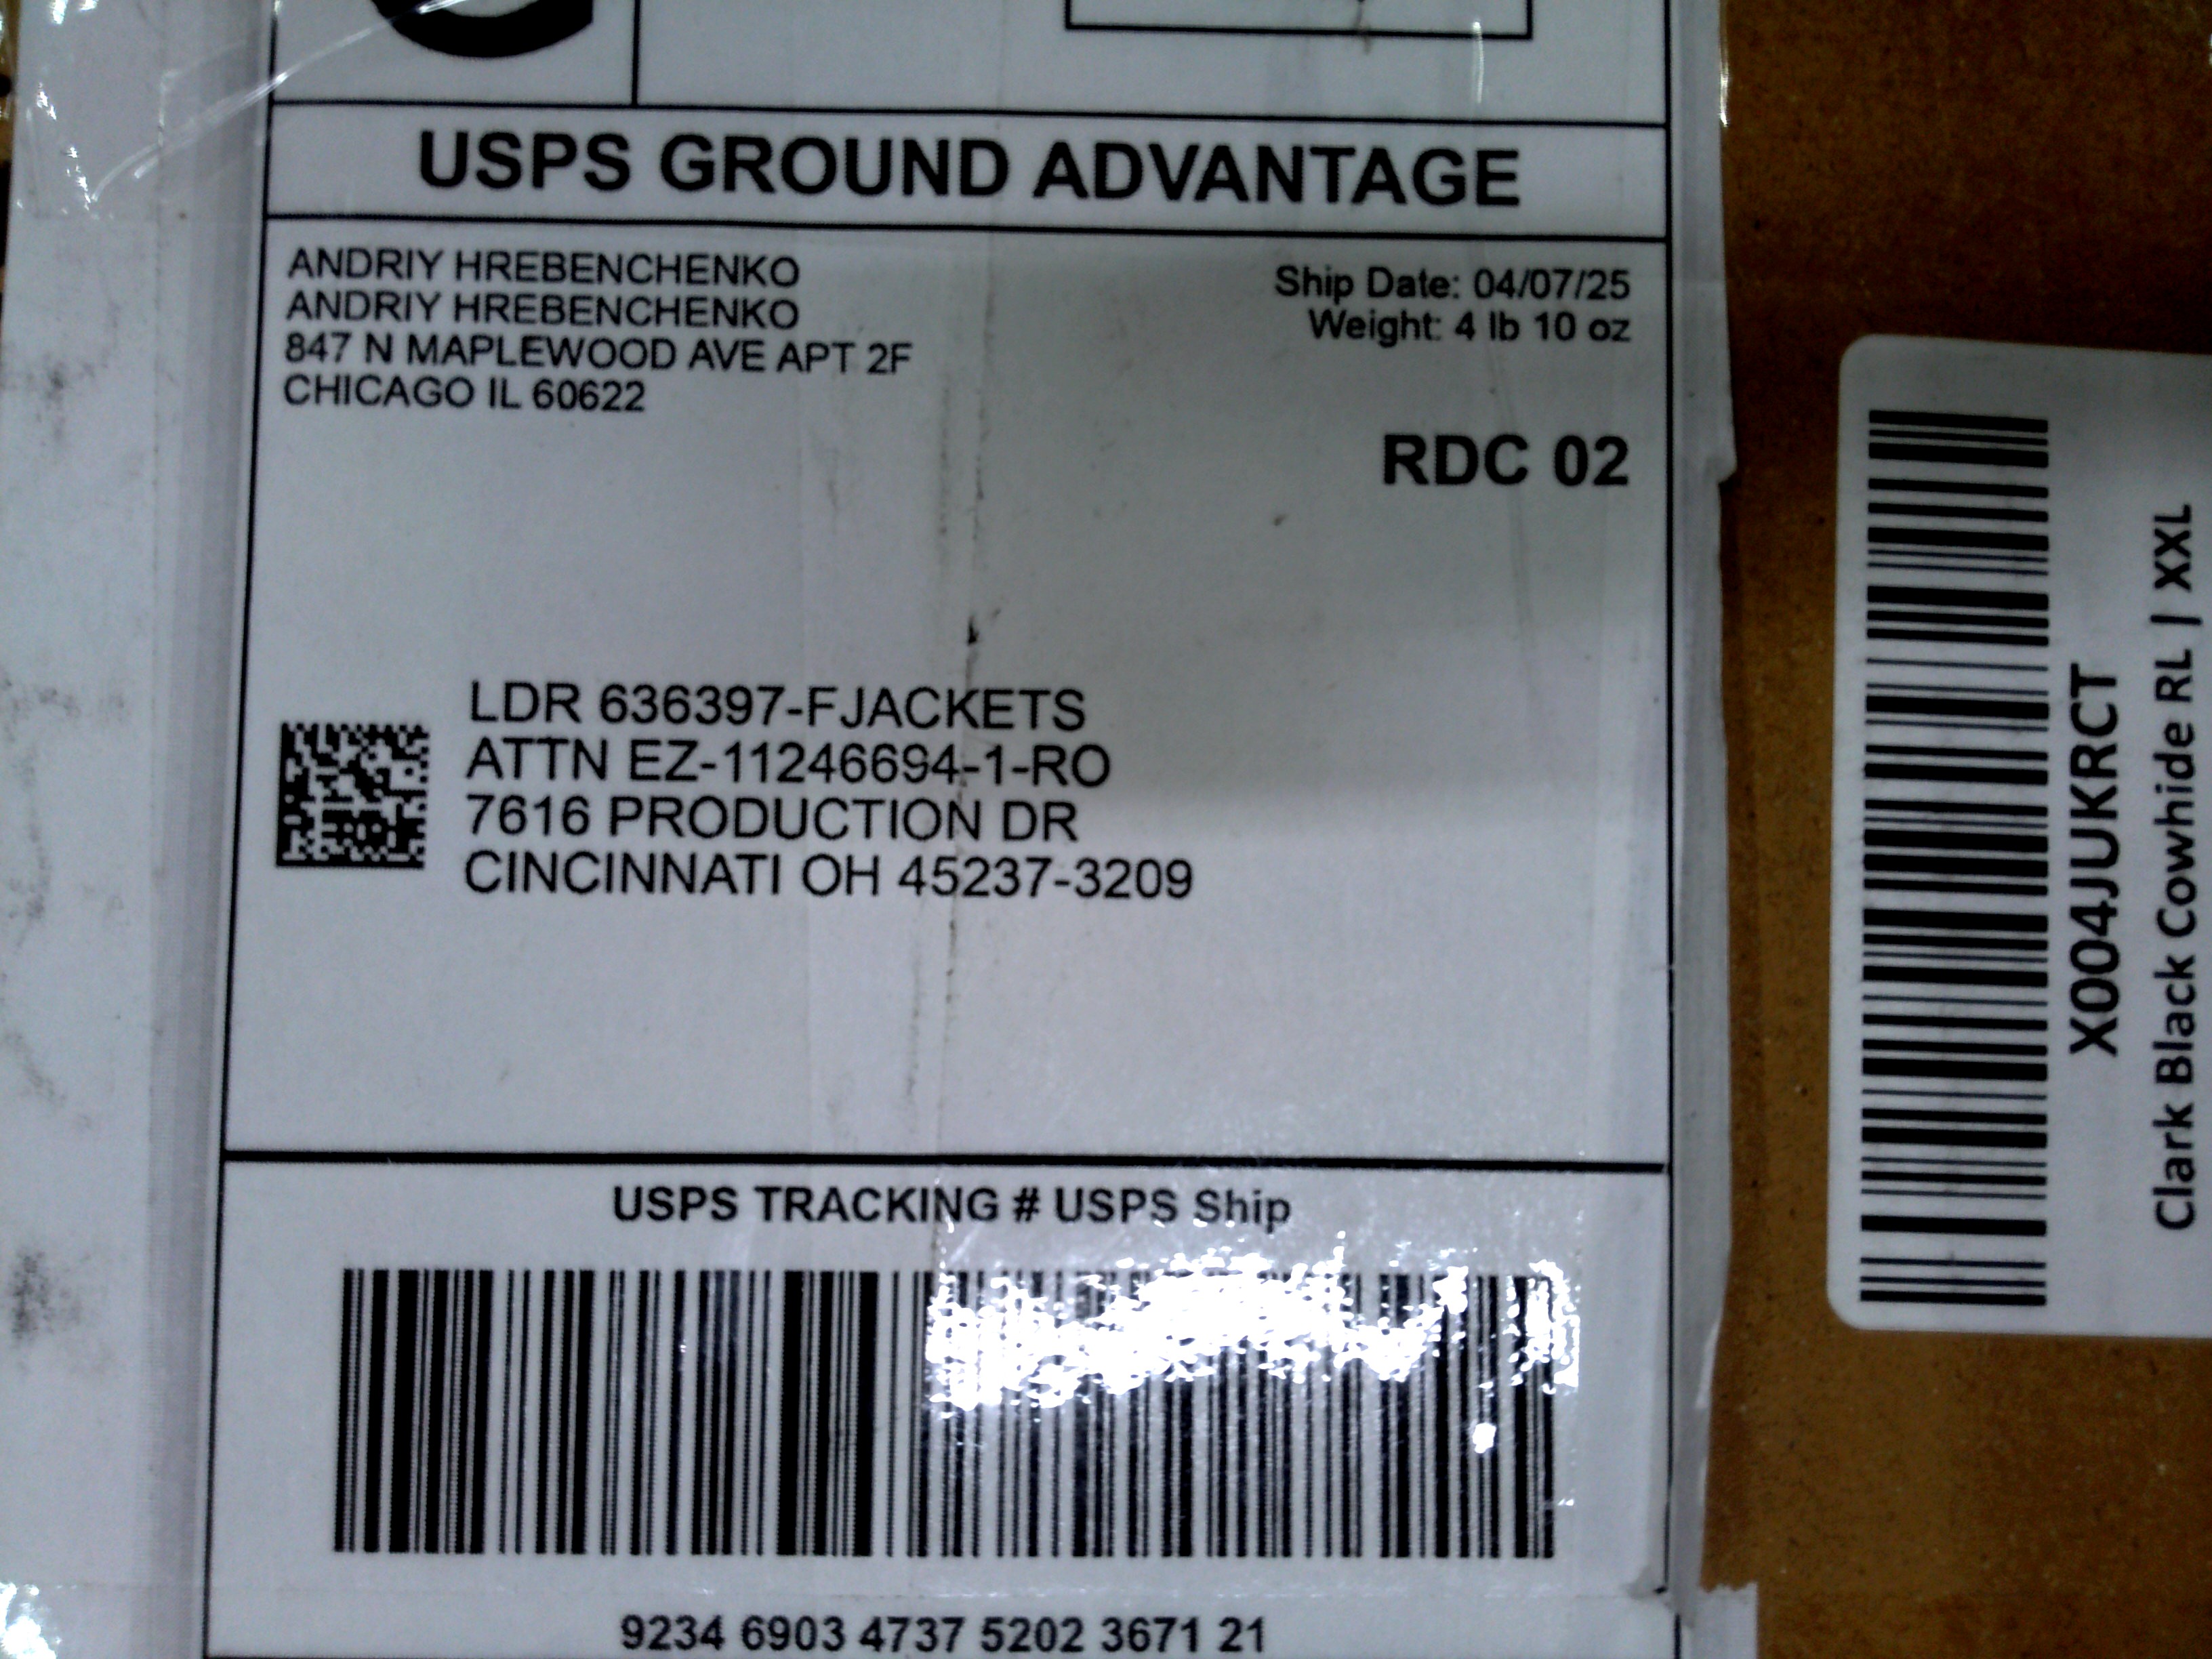 USPS GROUND ADVANTAGE
ANDRIY HREBENCHENKO
ANDRIY HREBENCHENKO
847 N MAPLEWOOD AVE APT 2F
CHICAGO IL 60622
Ship Date: 04/07/25
Weight: 4 lb 10 oz
RDC 02
LDR 636397-FJACKETS
ATTN EZ-11246694-1-RO
7616 PRODUCTION DR
CINCINNATI OH 45237-3209
USPS TRACKING # USPS Ship
9234 6903 4737 5202 3671 21
X004JUKRCT
Clark Black Cowhide RL | XXL